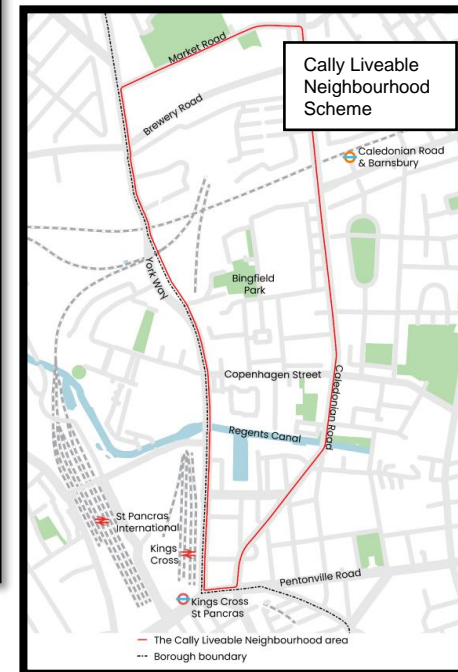 Cally Liveable
Neighbourhood
Scheme
Market Road
Brewery Road
Caledonian Road
& Barnsbury
York Way
Bingfield
Park
Copenhagen Street
Caledonian Road
Regents Canal
St Pancras
International
Kings
Cross
Pentonville Road
Kings Cross
St Pancras
The Cally Liveable Neighbourhood area
Borough boundary